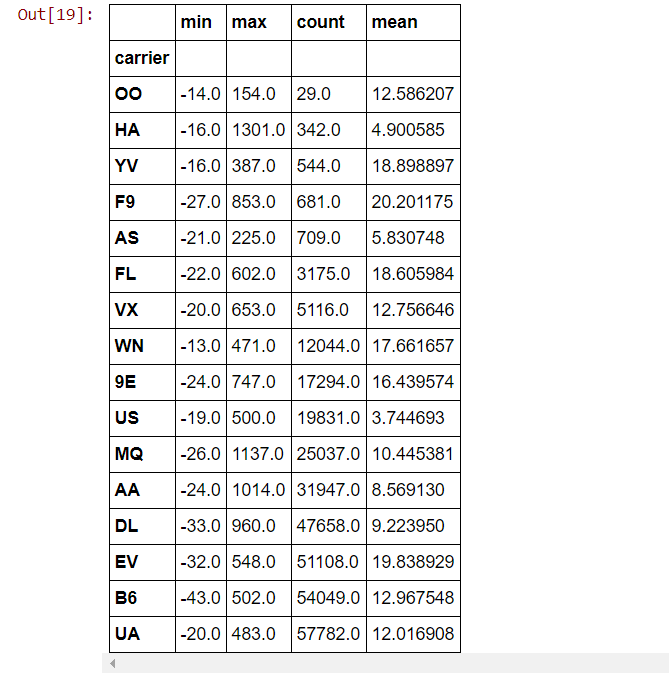 Out[19]:
min max count mean
carrier
OO -14.0 154.0 29.0 12.586207
HA -16.0 1301.0 342.0 4.900585
YV -16.0 387.0 544.0 18.898897
F9 -27.0 853.0 681.0 20.201175
AS -21.0 225.0 709.0 5.830748
FL -22.0 602.0 3175.0 18.605984
VX -20.0 653.0 5116.0 12.756646
WN -13.0 471.0 12044.0 17.661657
9E -24.0 747.0 17294.0 16.439574
US -19.0 500.0 19831.0 3.744693
MQ -26.0 1137.0 25037.0 10.445381
AA -24.0 1014.0 31947.0 8.569130
DL -33.0 960.0 47658.0 9.223950
EV -32.0 548.0 51108.0 19.838929
B6 -43.0 502.0 54049.0 12.967548
UA -20.0 483.0 57782.0 12.016908